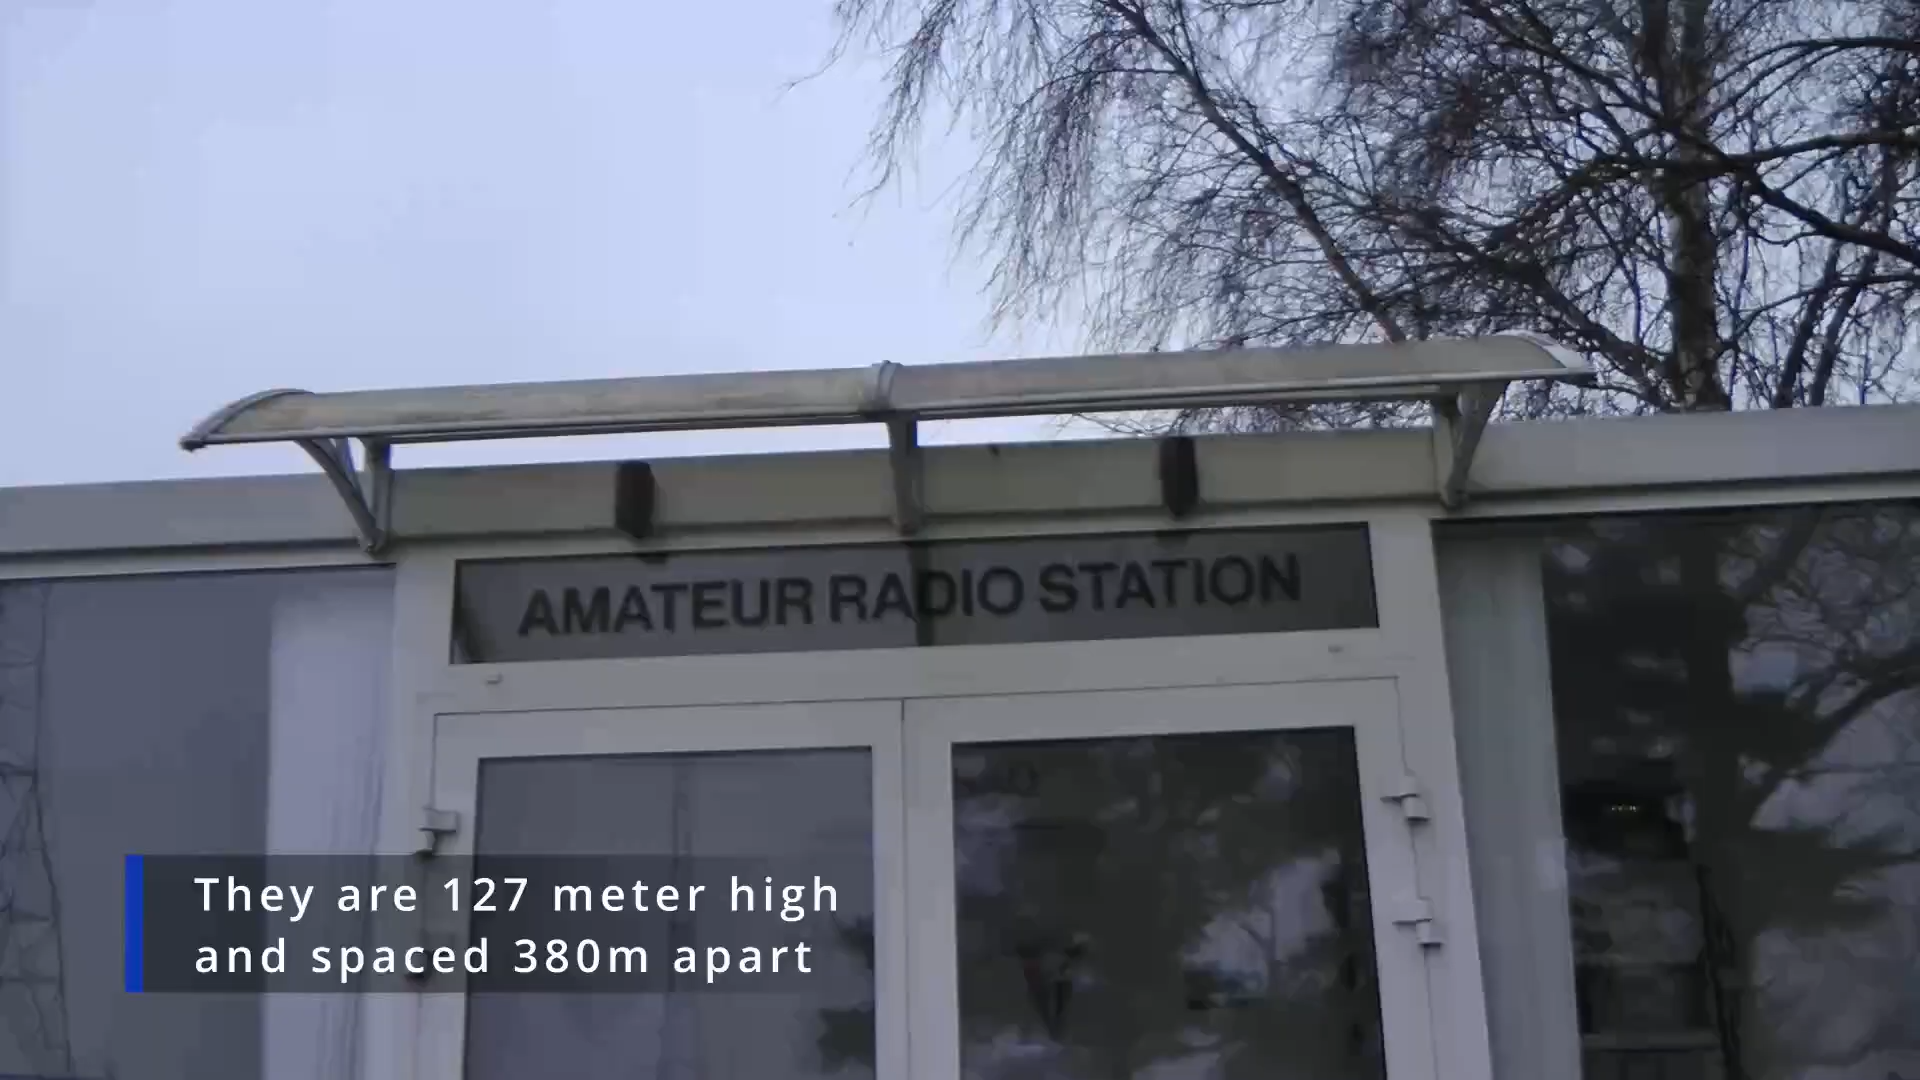 AMATEUR RADIO STATION
They are 127 meter high
and spaced 380m apart